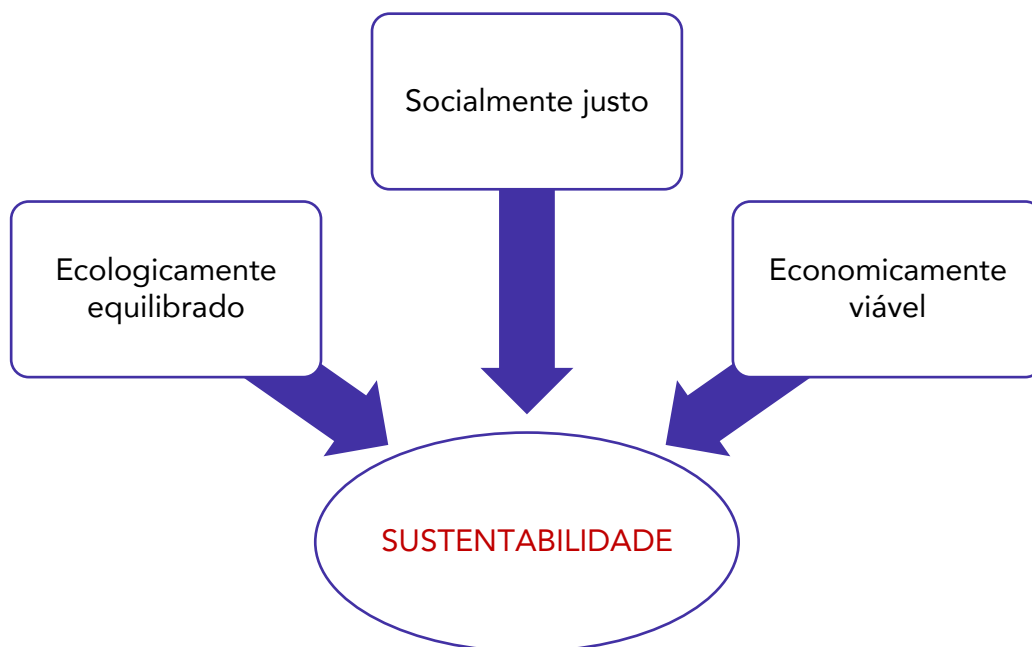 Socialmente justo
Ecologicamente
equilibrado
Economicamente
viável
SUSTENTABILIDADE